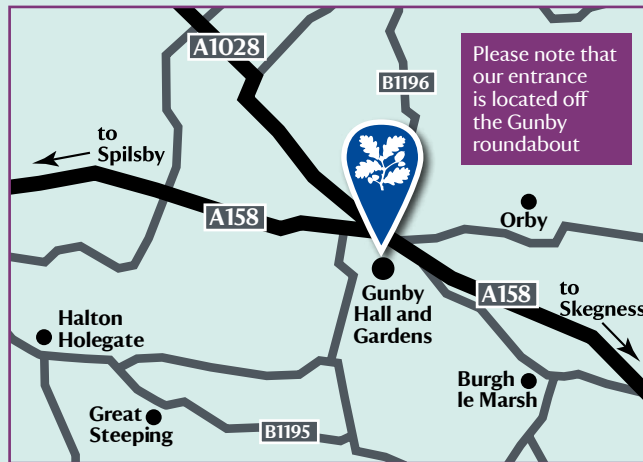 A1028
B1196
Please note that
our entrance
is located off
the Gunby
roundabout
to
Spilsby
A158
Orby
Gunby
Hall and
Gardens
A158
to
Skegness
Halton
Holegate
Burgh
le Marsh
Great
Steeping
B1195